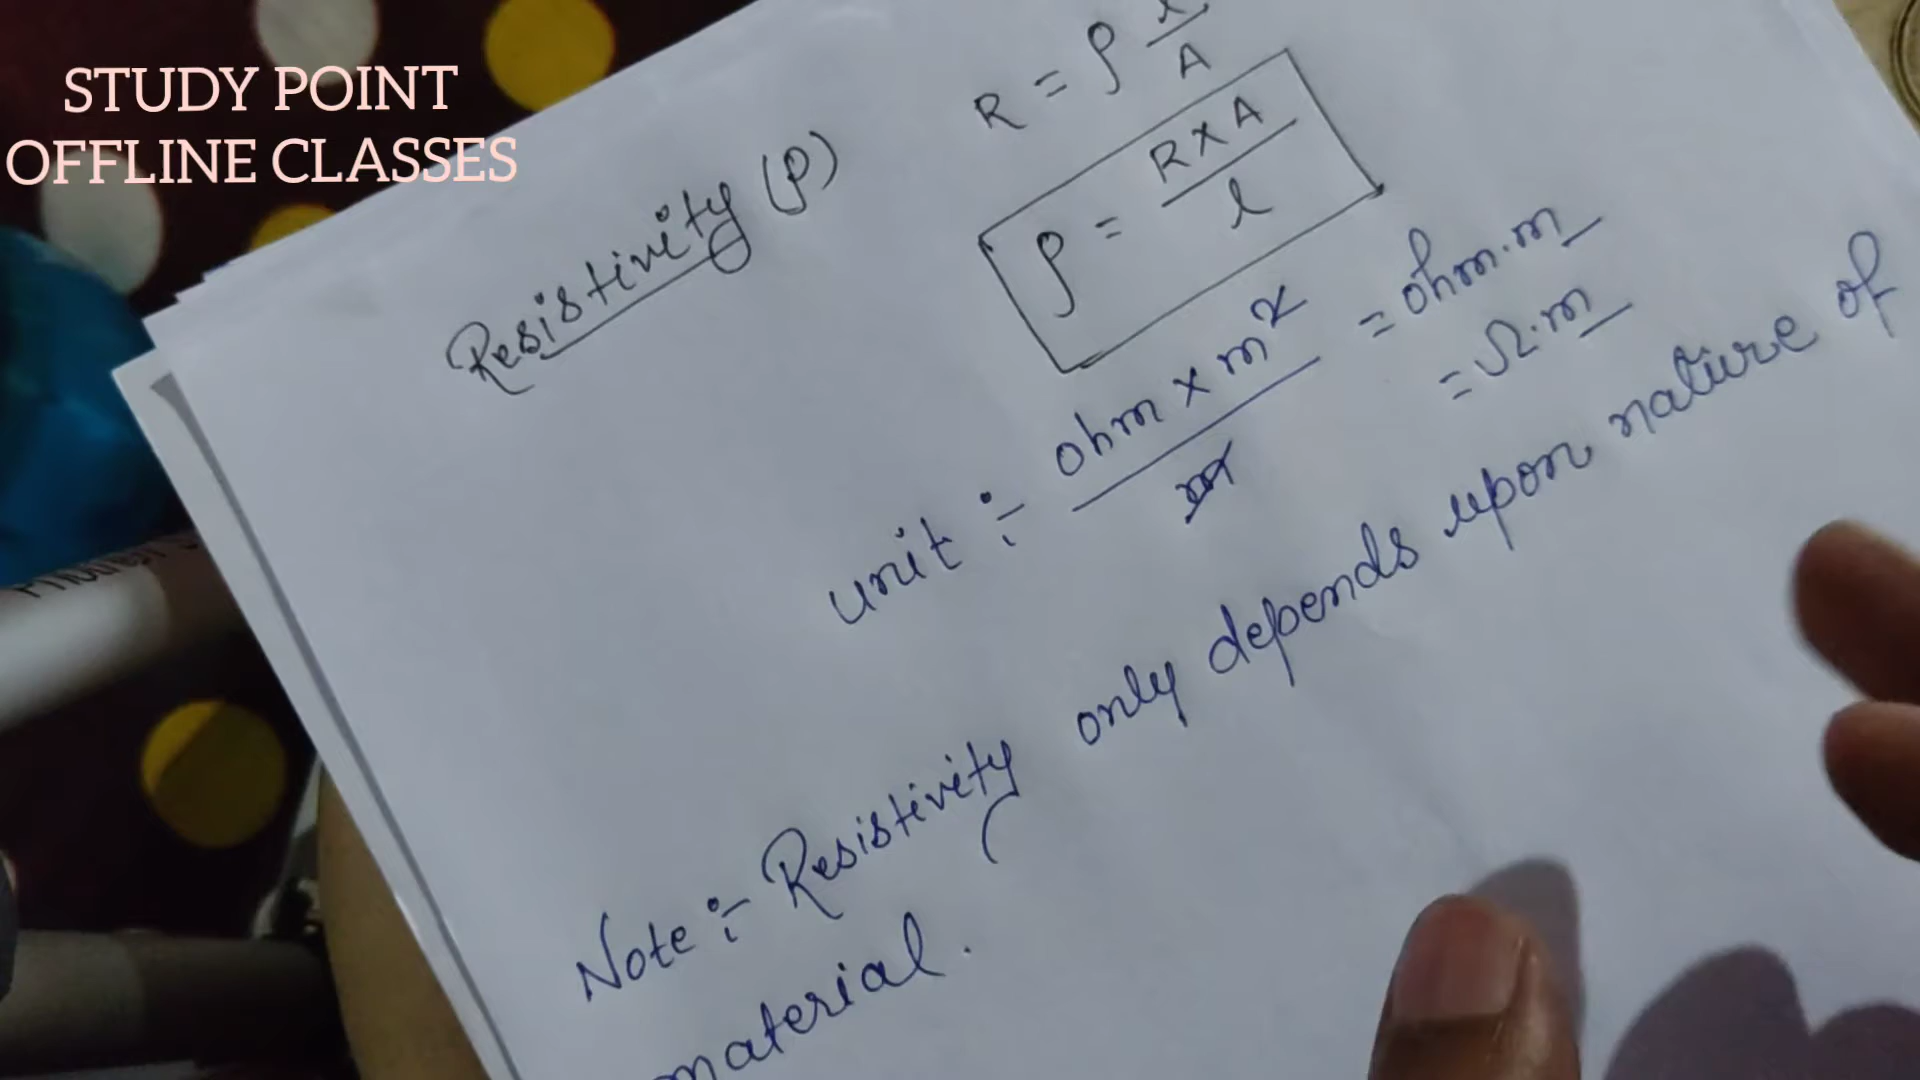 STUDY POINT
OFFLINE CLASSES
Resistivity (ρ)
R = ρ l/A
ρ = R × A / l
unit :- ohm × m² / m = ohm.m
= Ω.m
Note :- Resistivity only depends upon nature of
material.